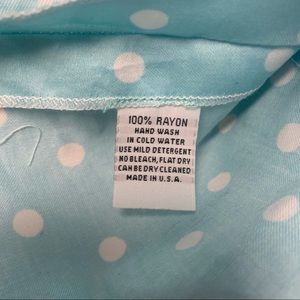 100% RAYON
HAND WASH
IN COLD WATER
USE MILD DETERGENT
NO BLEACH, FLAT DRY
CAN BE DRY CLEANED
MADE IN U.S.A.